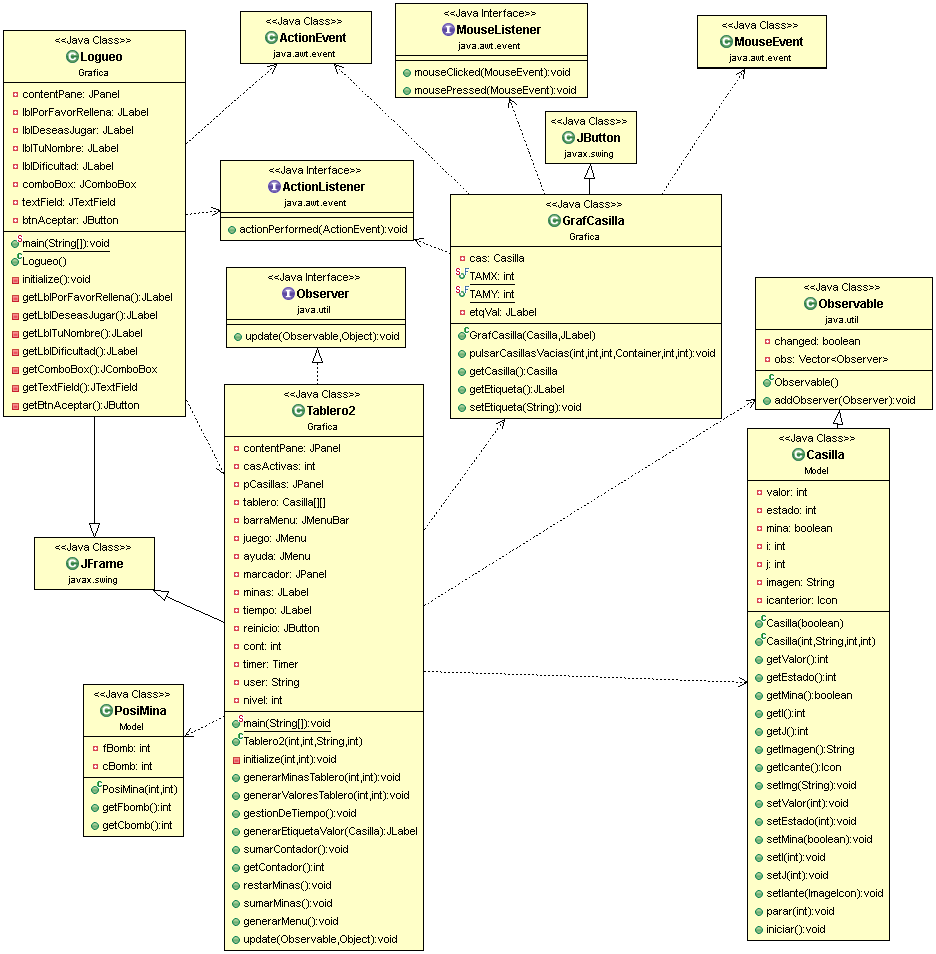 <<Java Class>>
Logueo
Grafica
contentPane: JPanel
lblPorFavorRellena: JLabel
lblDeseasJugar: JLabel
lblTuNombre: JLabel
lblDificultad: JLabel
comboBox: JComboBox
textField: JTextField
btnAceptar: JButton
main(String[]):void
Logueo()
initialize():void
getLblPorFavorRellena():JLabel
getLblDeseasJugar():JLabel
getLblTuNombre():JLabel
getLblDificultad():JLabel
getComboBox():JComboBox
getTextField():JTextField
getBtnAceptar():JButton
<<Java Class>>
ActionEvent
java.awt.event
<<Java Interface>>
MouseListener
java.awt.event
mouseClicked(MouseEvent):void
mousePressed(MouseEvent):void
<<Java Class>>
MouseEvent
java.awt.event
<<Java Class>>
JButton
javax.swing
<<Java Interface>>
ActionListener
java.awt.event
actionPerformed(ActionEvent):void
<<Java Class>>
GrafCasilla
Grafica
cas: Casilla
TAMX: int
TAMY: int
etqVal: JLabel
GrafCasilla(Casilla,JLabel)
pulsarCasillasVacias(int,int,int,Container,int,int):void
getCasilla():Casilla
getEtiqueta():JLabel
setEtiqueta(String):void
<<Java Interface>>
Observer
java.util
update(Observable,Object):void
<<Java Class>>
Observable
java.util
changed: boolean
obs: Vector<Observer>
Observable()
addObserver(Observer):void
<<Java Class>>
Tablero2
Grafica
contentPane: JPanel
casActivas: int
pCasillas: JPanel
tablero: Casilla[][]
barraMenu: JMenuBar
juego: JMenu
ayuda: JMenu
marcador: JPanel
minas: JLabel
tiempo: JLabel
reinicio: JButton
cont: int
timer: Timer
user: String
nivel: int
main(String[]):void
Tablero2(int,int,String,int)
initialize(int,int):void
generarMinasTablero(int,int):void
generarValoresTablero(int,int):void
gestionDeTiempo():void
generarEtiquetaValor(Casilla):JLabel
sumarContador():void
getContador():int
restarMinas():void
sumarMinas():void
generarMenu():void
update(Observable,Object):void
<<Java Class>>
Casilla
Model
valor: int
estado: int
mina: boolean
i: int
j: int
imagen: String
icanterior: Icon
Casilla(boolean)
Casilla(int,String,int,int)
getValor():int
getEstado():int
getMina():boolean
getI():int
getJ():int
getImagen():String
getIcante():Icon
setImg(String):void
setValor(int):void
setEstado(int):void
setMina(boolean):void
setI(int):void
setJ(int):void
setIante(ImageIcon):void
parar(int):void
iniciar():void
<<Java Class>>
JFrame
javax.swing
<<Java Class>>
PosiMina
Model
fBomb: int
cBomb: int
PosiMina(int,int)
getFbomb():int
getCbomb():int